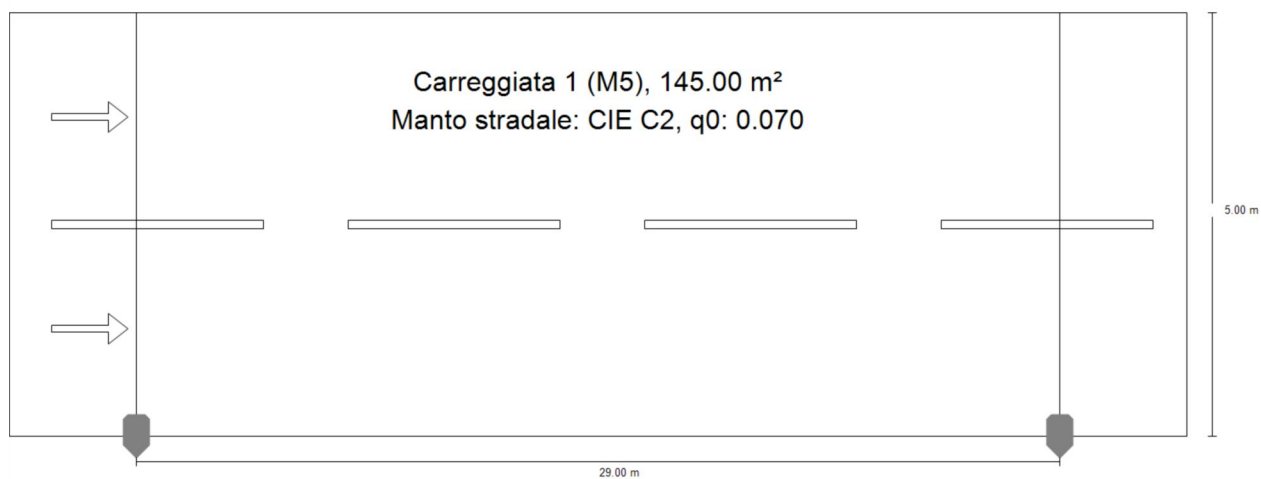 Carreggiata 1 (M5), 145.00 m²
Manto stradale: CIE C2, q0: 0.070
5.00 m
29.00 m